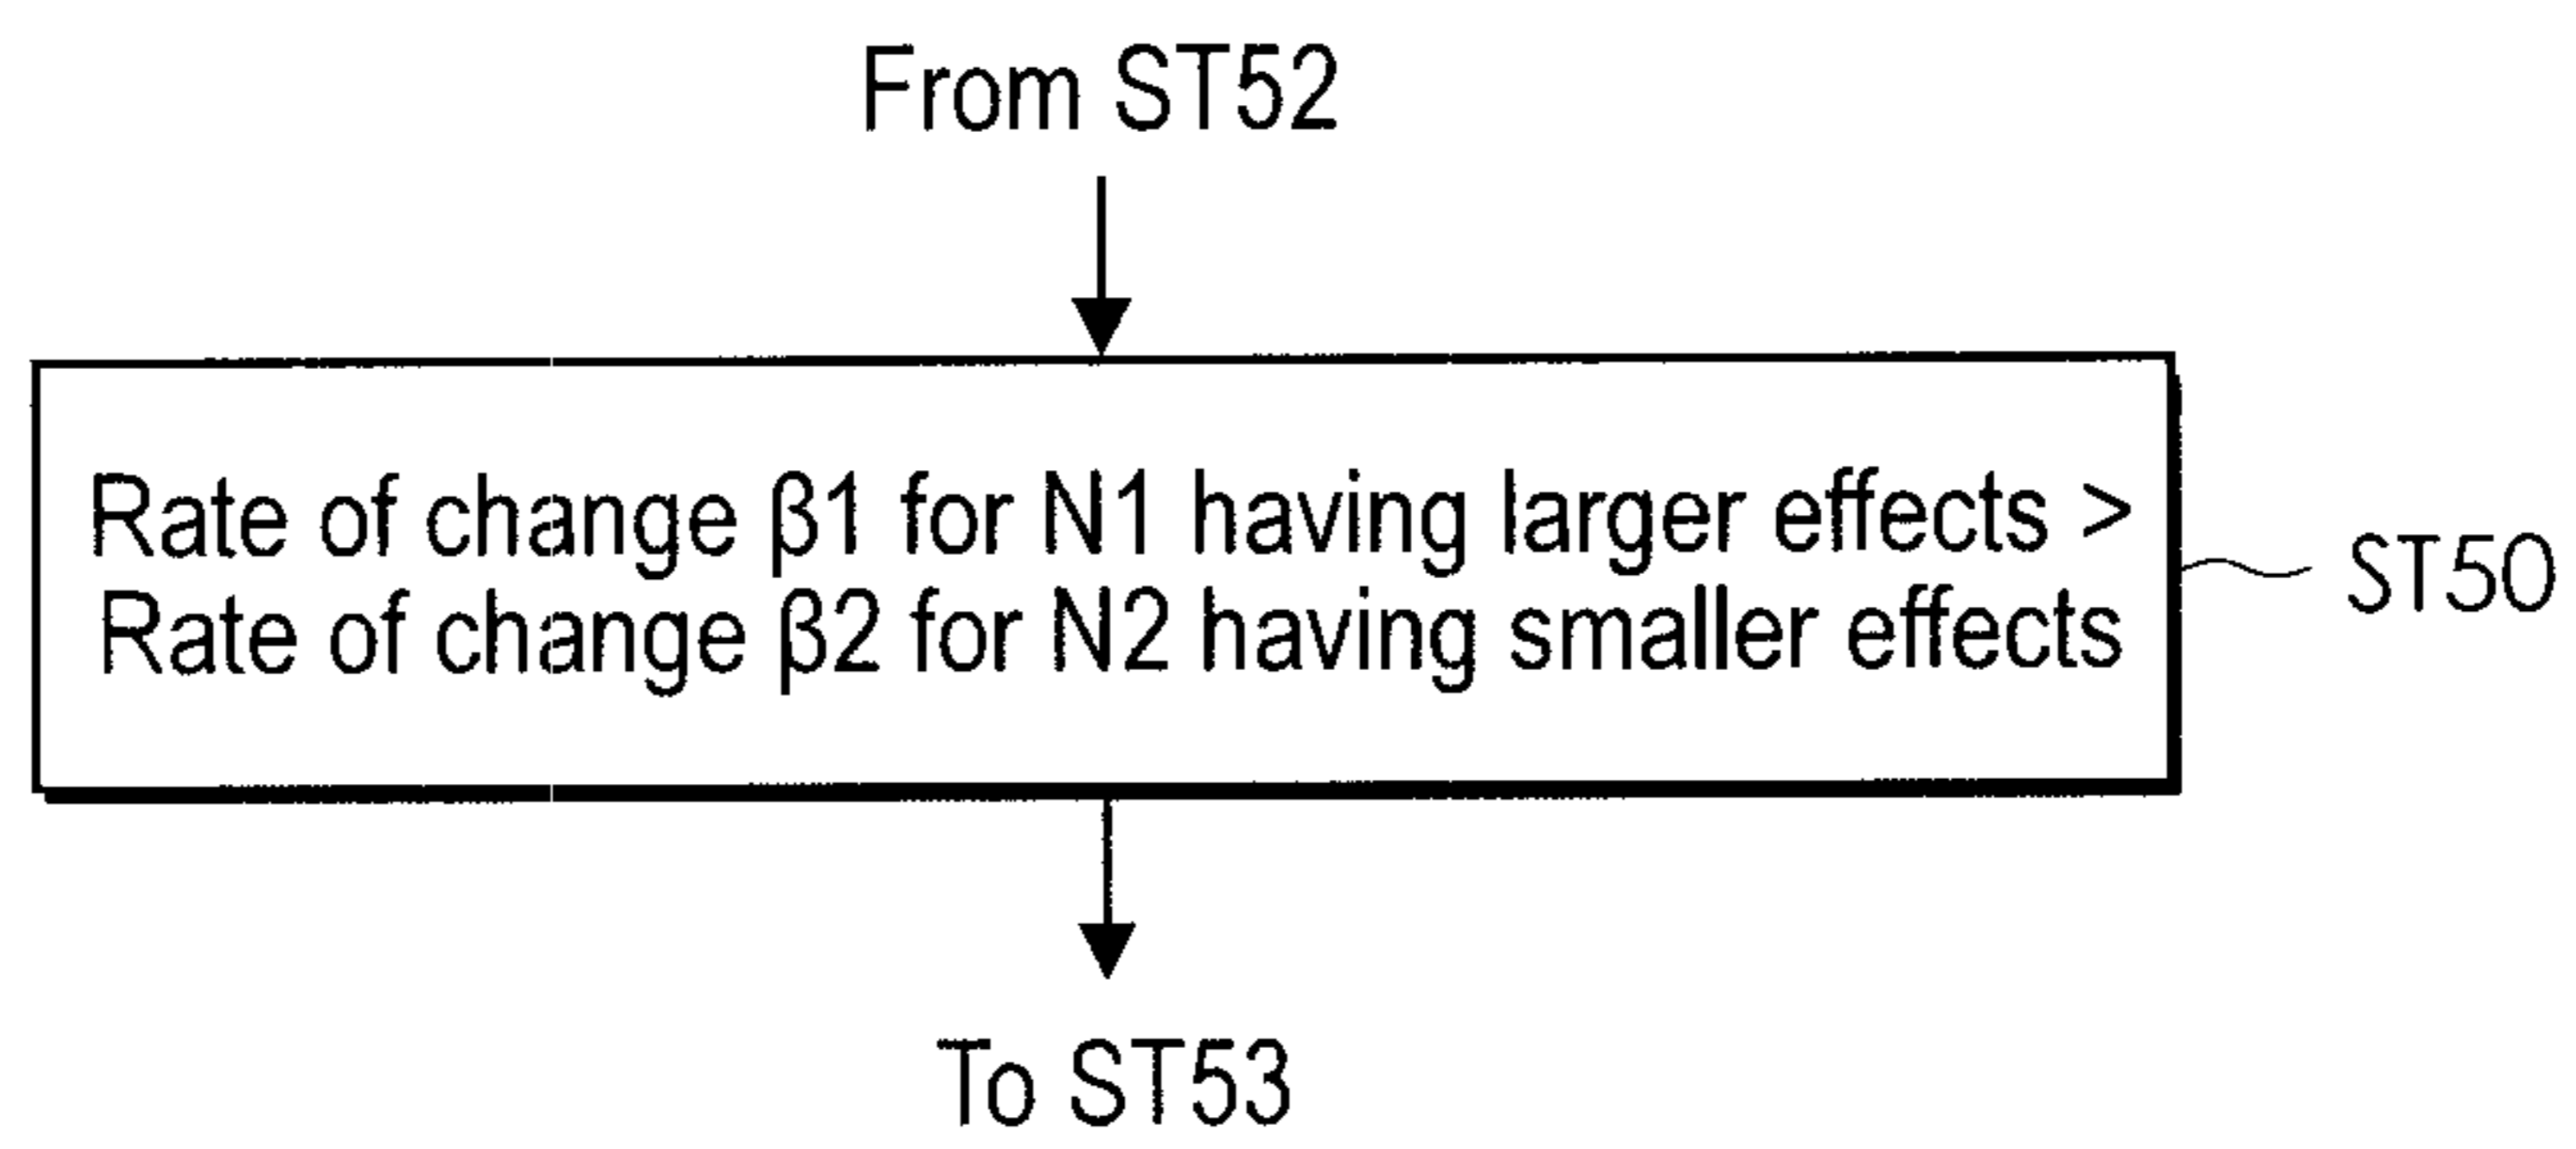 From ST52
Rate of change β1 for N1 having larger effects >
Rate of change β2 for N2 having smaller effects
ST50
To ST53